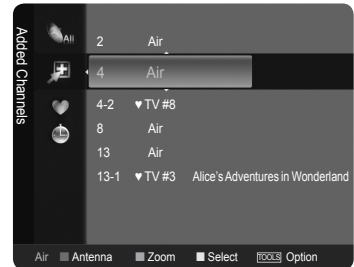 Added Channels
All
2 Air
4 Air
4-2 ♥ TV #8
8 Air
13 Air
13-1 ♥ TV #3 Alice's Adventures in Wonderland
Air Antenna Zoom Select TOOLS Option